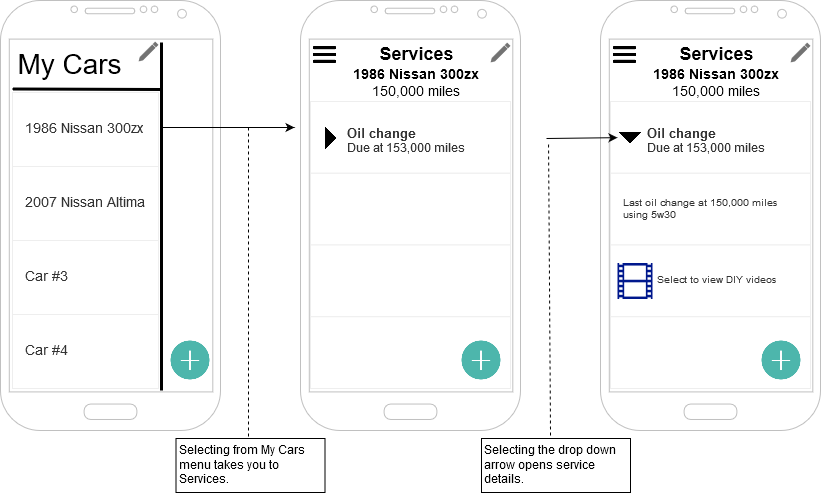 My Cars
1986 Nissan 300zx
2007 Nissan Altima
Car #3
Car #4
Services
1986 Nissan 300zx
150,000 miles
Oil change
Due at 153,000 miles
Services
1986 Nissan 300zx
150,000 miles
Oil change
Due at 153,000 miles
Last oil change at 150,000 miles
using 5w30
Select to view DIY videos
Selecting from My Cars
menu takes you to
Services.
Selecting the drop down
arrow opens service
details.